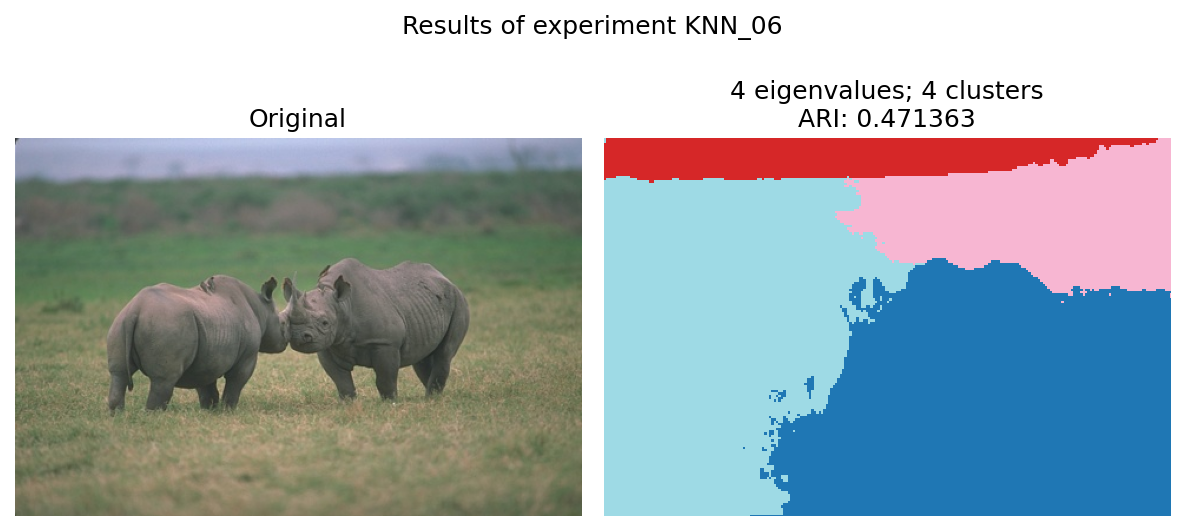 Results of experiment KNN_06
Original
4 eigenvalues; 4 clusters
ARI: 0.471363